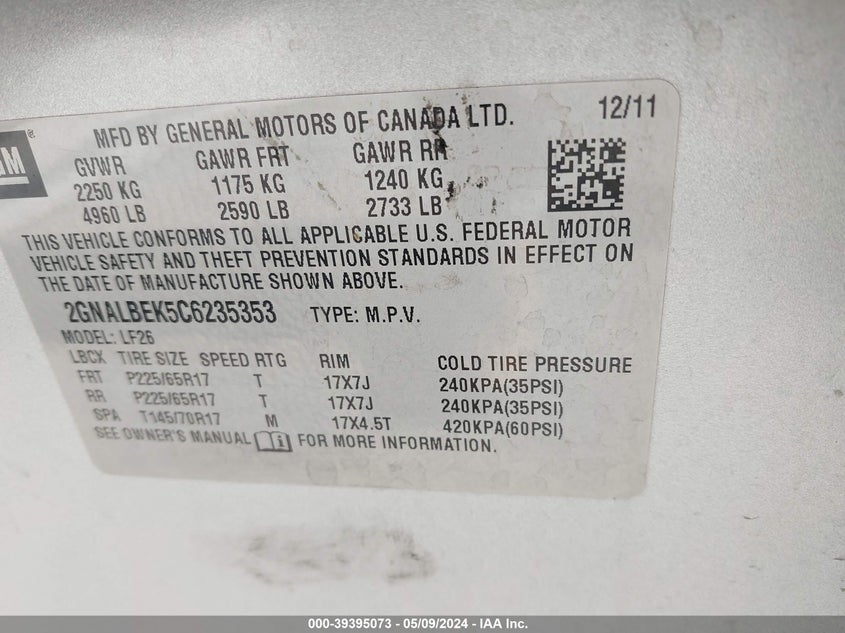 MFD BY GENERAL MOTORS OF CANADA LTD. 12/11
GM
GVWR GAWR FRT GAWR RR
2250 KG 1175 KG 1240 KG
4960 LB 2590 LB 2733 LB
THIS VEHICLE CONFORMS TO ALL APPLICABLE U.S. FEDERAL MOTOR
VEHICLE SAFETY AND THEFT PREVENTION STANDARDS IN EFFECT ON
THE DATE OF MANUFACTURE SHOWN ABOVE.
2GNALBEK5C6235353 TYPE: M.P.V.
MODEL: LF26
LBCX TIRE SIZE SPEED RTG RIM COLD TIRE PRESSURE
FRT P225/65R17 T 17X7J 240KPA(35PSI)
RR P225/65R17 T 17X7J 240KPA(35PSI)
SPA T145/70R17 M 17X4.5T 420KPA(60PSI)
SEE OWNER'S MANUAL FOR MORE INFORMATION.
000-39395073 - 05/09/2024 - IAA Inc.